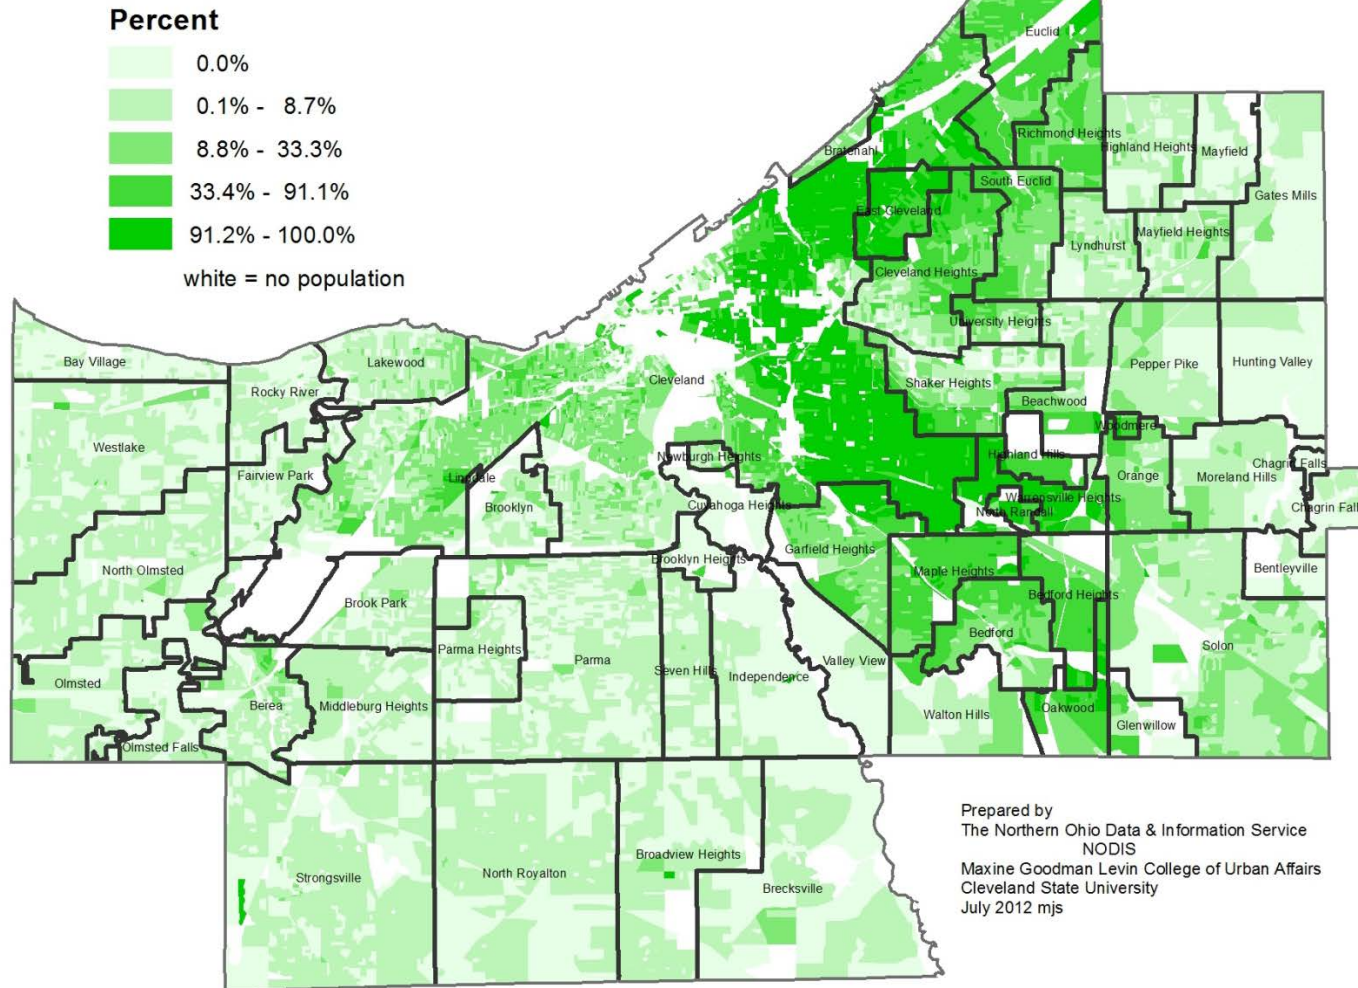 Percent
0.0%
0.1% - 8.7%
8.8% - 33.3%
33.4% - 91.1%
91.2% - 100.0%
white = no population
Euclid
Bratenahl
Richmond Heights
Highland Heights
Mayfield
South Euclid
Gates Mills
East Cleveland
Mayfield Heights
Lyndhurst
Cleveland Heights
University Heights
Bay Village
Lakewood
Rocky River
Cleveland
Shaker Heights
Pepper Pike
Hunting Valley
Beachwood
Woodmere
Westlake
Newburgh Heights
Highland Hills
Fairview Park
Linndale
Brooklyn
Orange
Moreland Hills
Chagrin Falls
Warrensville Heights
Cuyahoga Heights
North Randall
Chagrin Fall
Garfield Heights
Brooklyn Heights
North Olmsted
Maple Heights
Bentleyville
Brook Park
Bedford Heights
Bedford
Solon
Parma Heights
Parma
Seven Hills
Independence
Valley View
Olmsted
Berea
Middleburg Heights
Walton Hills
Oakwood
Glenwillow
Olmsted Falls
Broadview Heights
Strongsville
North Royalton
Brecksville
Prepared by
The Northern Ohio Data & Information Service
NODIS
Maxine Goodman Levin College of Urban Affairs
Cleveland State University
July 2012 mjs